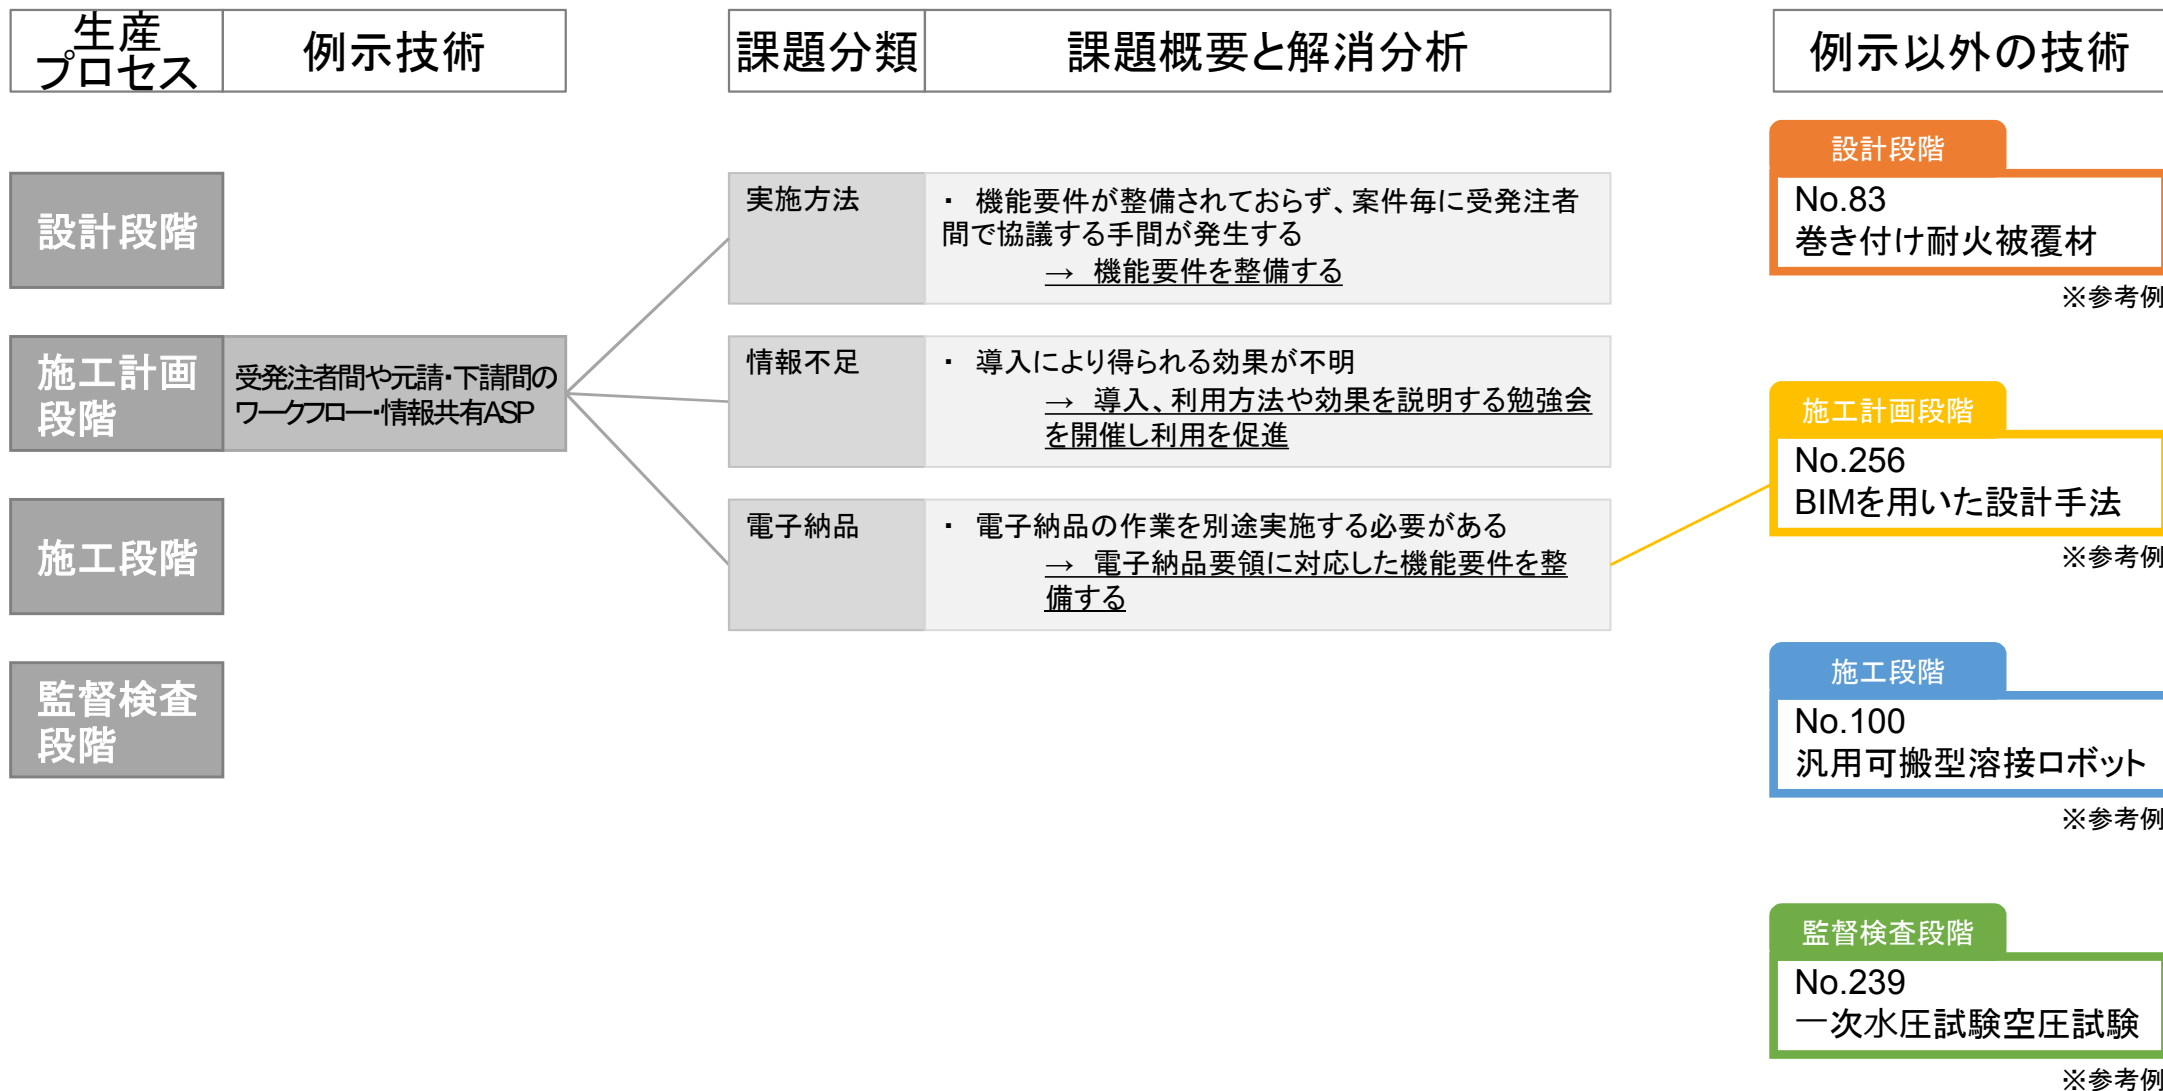 生産
プロセス
例示技術
課題分類
課題概要と解消分析
例示以外の技術
設計段階
施工計画
段階
受発注者間や元請・下請間の
ワークフロー・情報共有ASP
施工段階
監督検査
段階
実施方法
・ 機能要件が整備されておらず、案件毎に受発注者
間で協議する手間が発生する
→ 機能要件を整備する
情報不足
・ 導入により得られる効果が不明
→ 導入、利用方法や効果を説明する勉強会
を開催し利用を促進
電子納品
・ 電子納品の作業を別途実施する必要がある
→ 電子納品要領に対応した機能要件を整
備する
設計段階
No.83
巻き付け耐火被覆材
※参考例
施工計画段階
No.256
BIMを用いた設計手法
※参考例
施工段階
No.100
汎用可搬型溶接ロボット
※参考例
監督検査段階
No.239
一次水圧試験空圧試験
※参考例